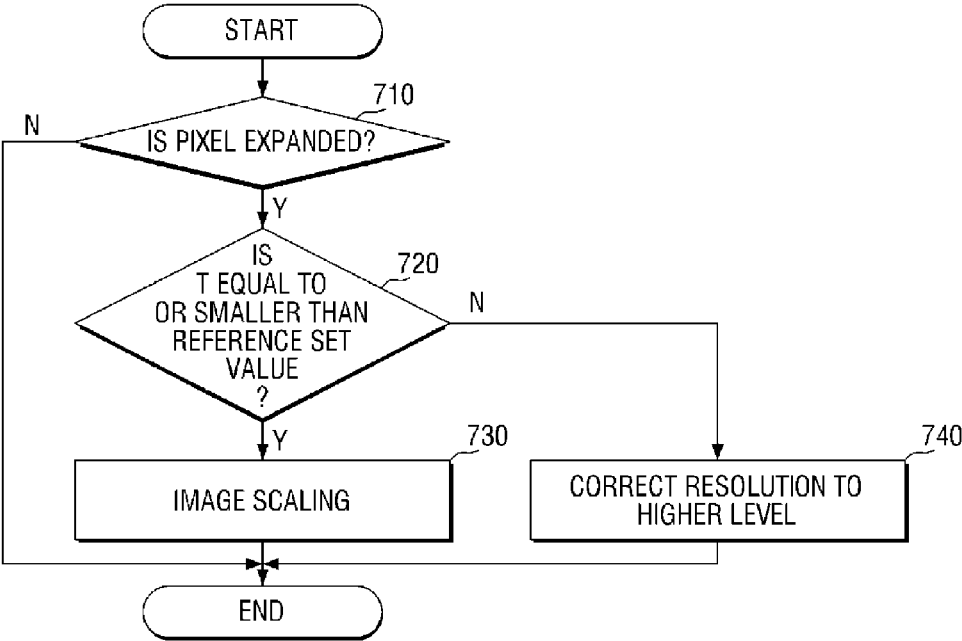 START
710
N
IS PIXEL EXPANDED?
Y
IS
T EQUAL TO
OR SMALLER THAN
REFERENCE SET
VALUE
?
720
N
Y
730
IMAGE SCALING
740
CORRECT RESOLUTION TO
HIGHER LEVEL
END